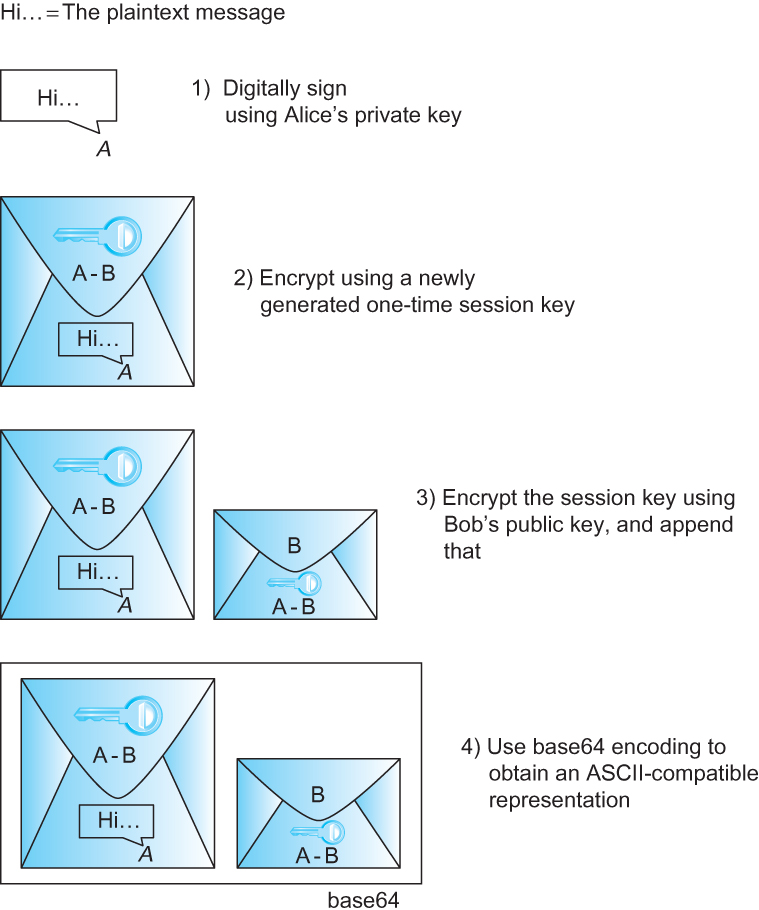 Hi… = The plaintext message
Hi…
A
1) Digitally sign
using Alice’s private key
A - B
Hi…
A
2) Encrypt using a newly
generated one-time session key
A - B
Hi…
A
B
A - B
3) Encrypt the session key using
Bob’s public key, and append
that
A - B
Hi…
A
B
A - B
4) Use base64 encoding to
obtain an ASCII-compatible
representation
base64